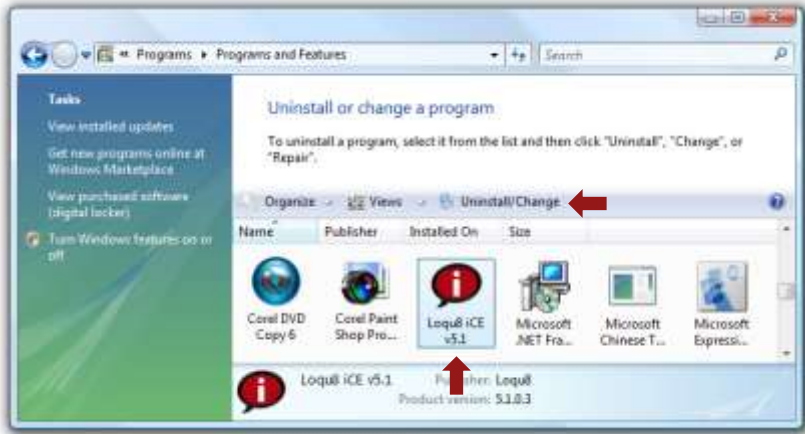 Programs Programs and Features Search
Tasks
View installed updates
Get new programs online at
Windows Marketplace
View purchased software
(digital locker)
Turn Windows features on or
off
Uninstall or change a program
To uninstall a program, select it from the list and then click "Uninstall", "Change", or
"Repair".
Organize Views Uninstall/Change
Name Publisher Installed On Size
Corel DVD
Copy 6
Corel Paint
Shop Pro...
Loqu8 iCE
v5.1
Microsoft
.NET Fra...
Microsoft
Chinese T...
Microsoft
Expressi...
Loqu8 iCE v5.1 Loqu8
Product version: 5.1.0.3